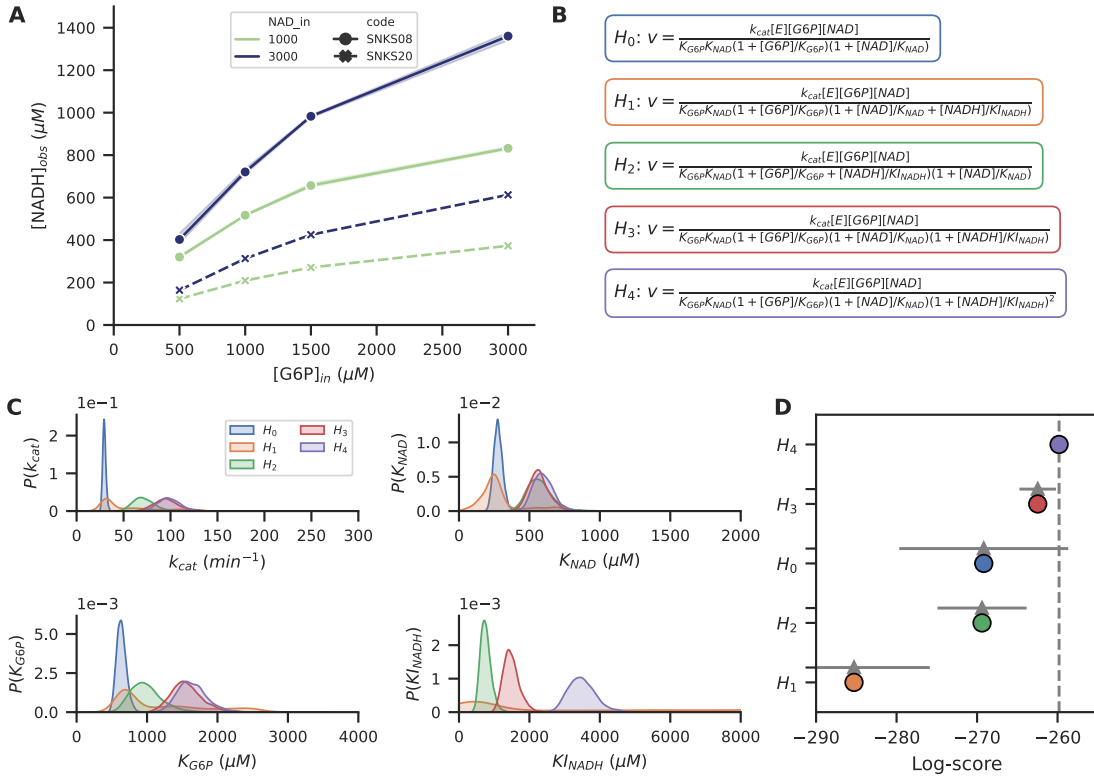 A
NAD_in
code
1000
SNKS08
3000
SNKS20
1400
1200
1000
800
600
400
200
0
[NADH]obs (μM)
0
500
1000
1500
2000
2500
3000
[G6P]in (μM)
B
H0: v = kcat[E][G6P][NAD] / KG6PKNAD(1 + [G6P]/KG6P)(1 + [NAD]/KNAD)
H1: v = kcat[E][G6P][NAD] / KG6PKNAD(1 + [G6P]/KG6P)(1 + [NAD]/KNAD + [NADH]/KINADH)
H2: v = kcat[E][G6P][NAD] / KG6PKNAD(1 + [G6P]/KG6P + [NADH]/KINADH)(1 + [NAD]/KNAD)
H3: v = kcat[E][G6P][NAD] / KG6PKNAD(1 + [G6P]/KG6P)(1 + [NAD]/KNAD)(1 + [NADH]/KINADH)
H4: v = kcat[E][G6P][NAD] / KG6PKNAD(1 + [G6P]/KG6P)(1 + [NAD]/KNAD)(1 + [NADH]/KINADH)²
C
1e−1
H0
H3
H1
H4
H2
2
1
0
P(kcat)
0
50
100
150
200
250
300
kcat (min⁻¹)
1e−2
1.0
0.5
0.0
P(KNAD)
0
500
1000
1500
2000
KNAD (μM)
1e−3
5.0
2.5
0.0
P(KG6P)
0
1000
2000
3000
4000
KG6P (μM)
1e−3
2
1
0
P(KINADH)
0
2000
4000
6000
8000
KINADH (μM)
D
H4
H3
H0
H2
H1
−290
−280
−270
−260
Log-score